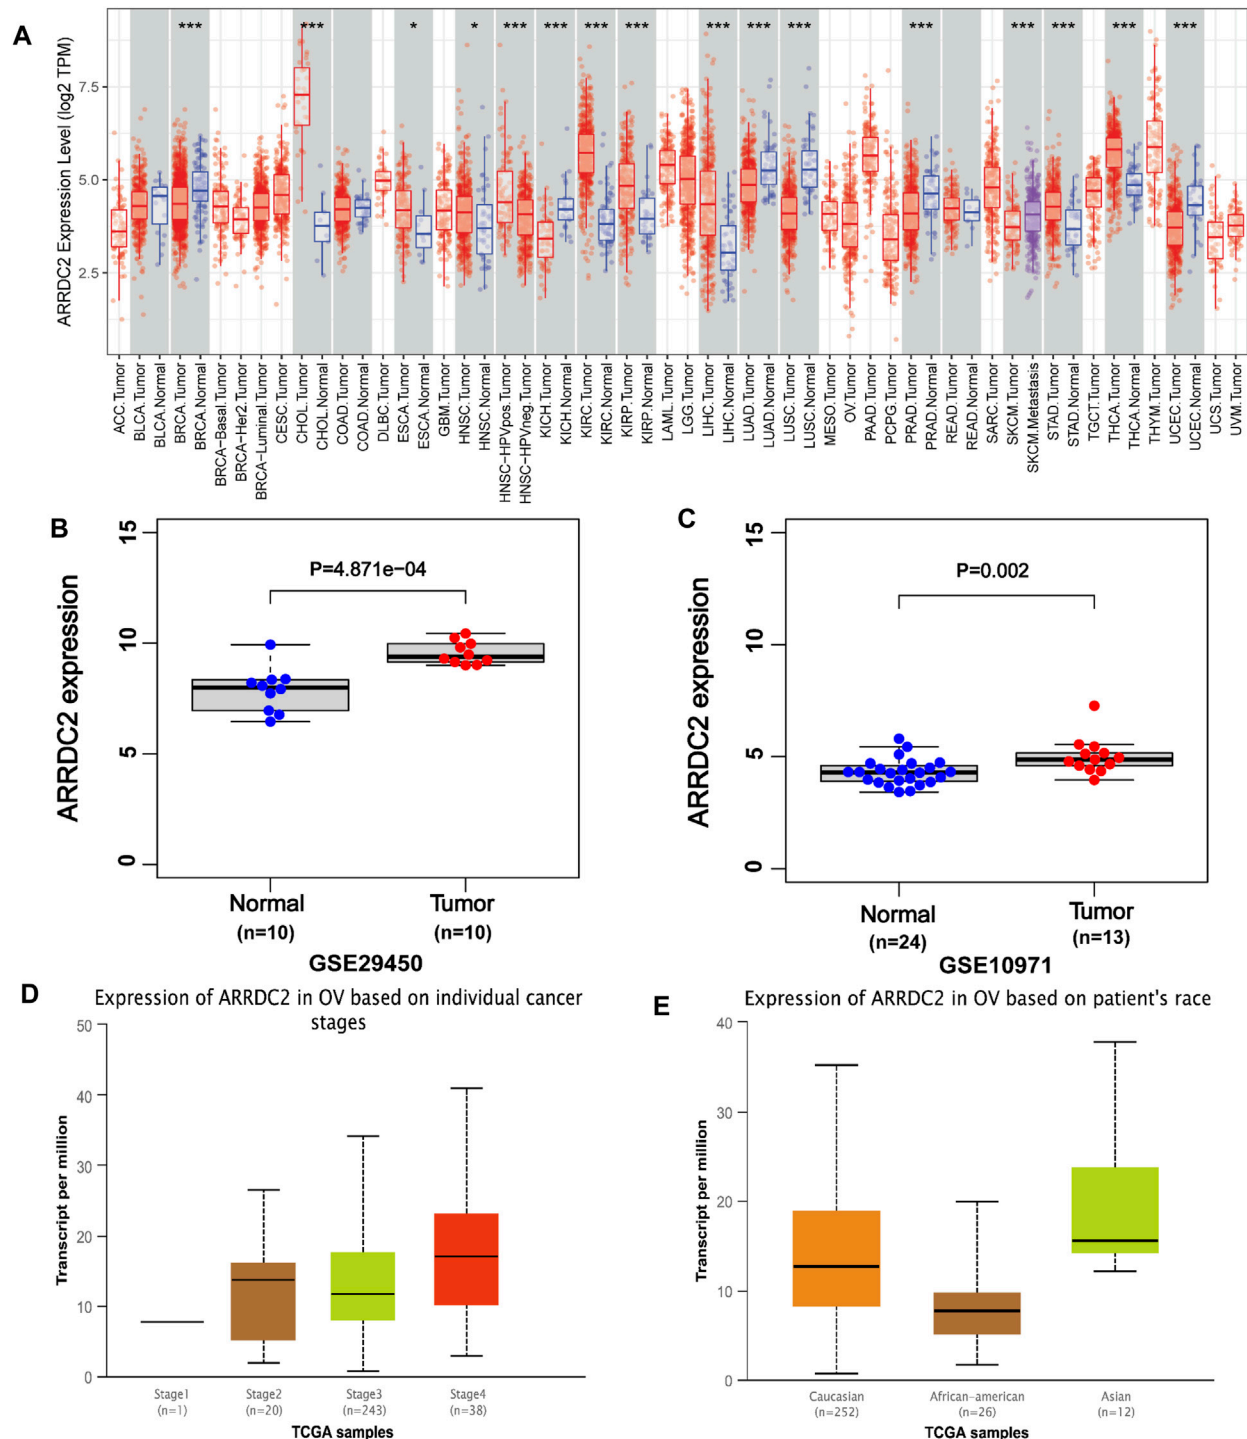 A
*** *** * * *** *** *** *** *** *** *** *** *** *** *** ***
ARRDC2 Expression Level (log2 TPM)
7.5
5.0
2.5
ACC.Tumor
BLCA.Tumor
BLCA.Normal
BRCA.Tumor
BRCA.Normal
BRCA-Basal.Tumor
BRCA-Her2.Tumor
BRCA-Luminal.Tumor
CESC.Tumor
CHOL.Tumor
CHOL.Normal
COAD.Tumor
COAD.Normal
DLBC.Tumor
ESCA.Tumor
ESCA.Normal
GBM.Tumor
HNSC.Tumor
HNSC.Normal
HNSC-HPVpos.Tumor
HNSC-HPVneg.Tumor
KICH.Tumor
KICH.Normal
KIRC.Tumor
KIRC.Normal
KIRP.Tumor
KIRP.Normal
LAML.Tumor
LGG.Tumor
LIHC.Tumor
LIHC.Normal
LUAD.Tumor
LUAD.Normal
LUSC.Tumor
LUSC.Normal
MESO.Tumor
OV.Tumor
PAAD.Tumor
PCPG.Tumor
PRAD.Tumor
PRAD.Normal
READ.Tumor
READ.Normal
SARC.Tumor
SKCM.Tumor
SKCM.Metastasis
STAD.Tumor
STAD.Normal
TGCT.Tumor
THCA.Tumor
THCA.Normal
THYM.Tumor
UCEC.Tumor
UCEC.Normal
UCS.Tumor
UVM.Tumor
B
ARRDC2 expression
15
10
5
0
P=4.871e−04
Normal Tumor
(n=10) (n=10)
GSE29450
C
ARRDC2 expression
15
10
5
0
P=0.002
Normal Tumor
(n=24) (n=13)
GSE10971
D
Expression of ARRDC2 in OV based on individual cancer
stages
Transcript per million
50
40
30
20
10
0
Stage1 Stage2 Stage3 Stage4
(n=1) (n=20) (n=243) (n=38)
TCGA samples
E
Expression of ARRDC2 in OV based on patient's race
Transcript per million
40
30
20
10
0
Caucasian African-american Asian
(n=252) (n=26) (n=12)
TCGA samples